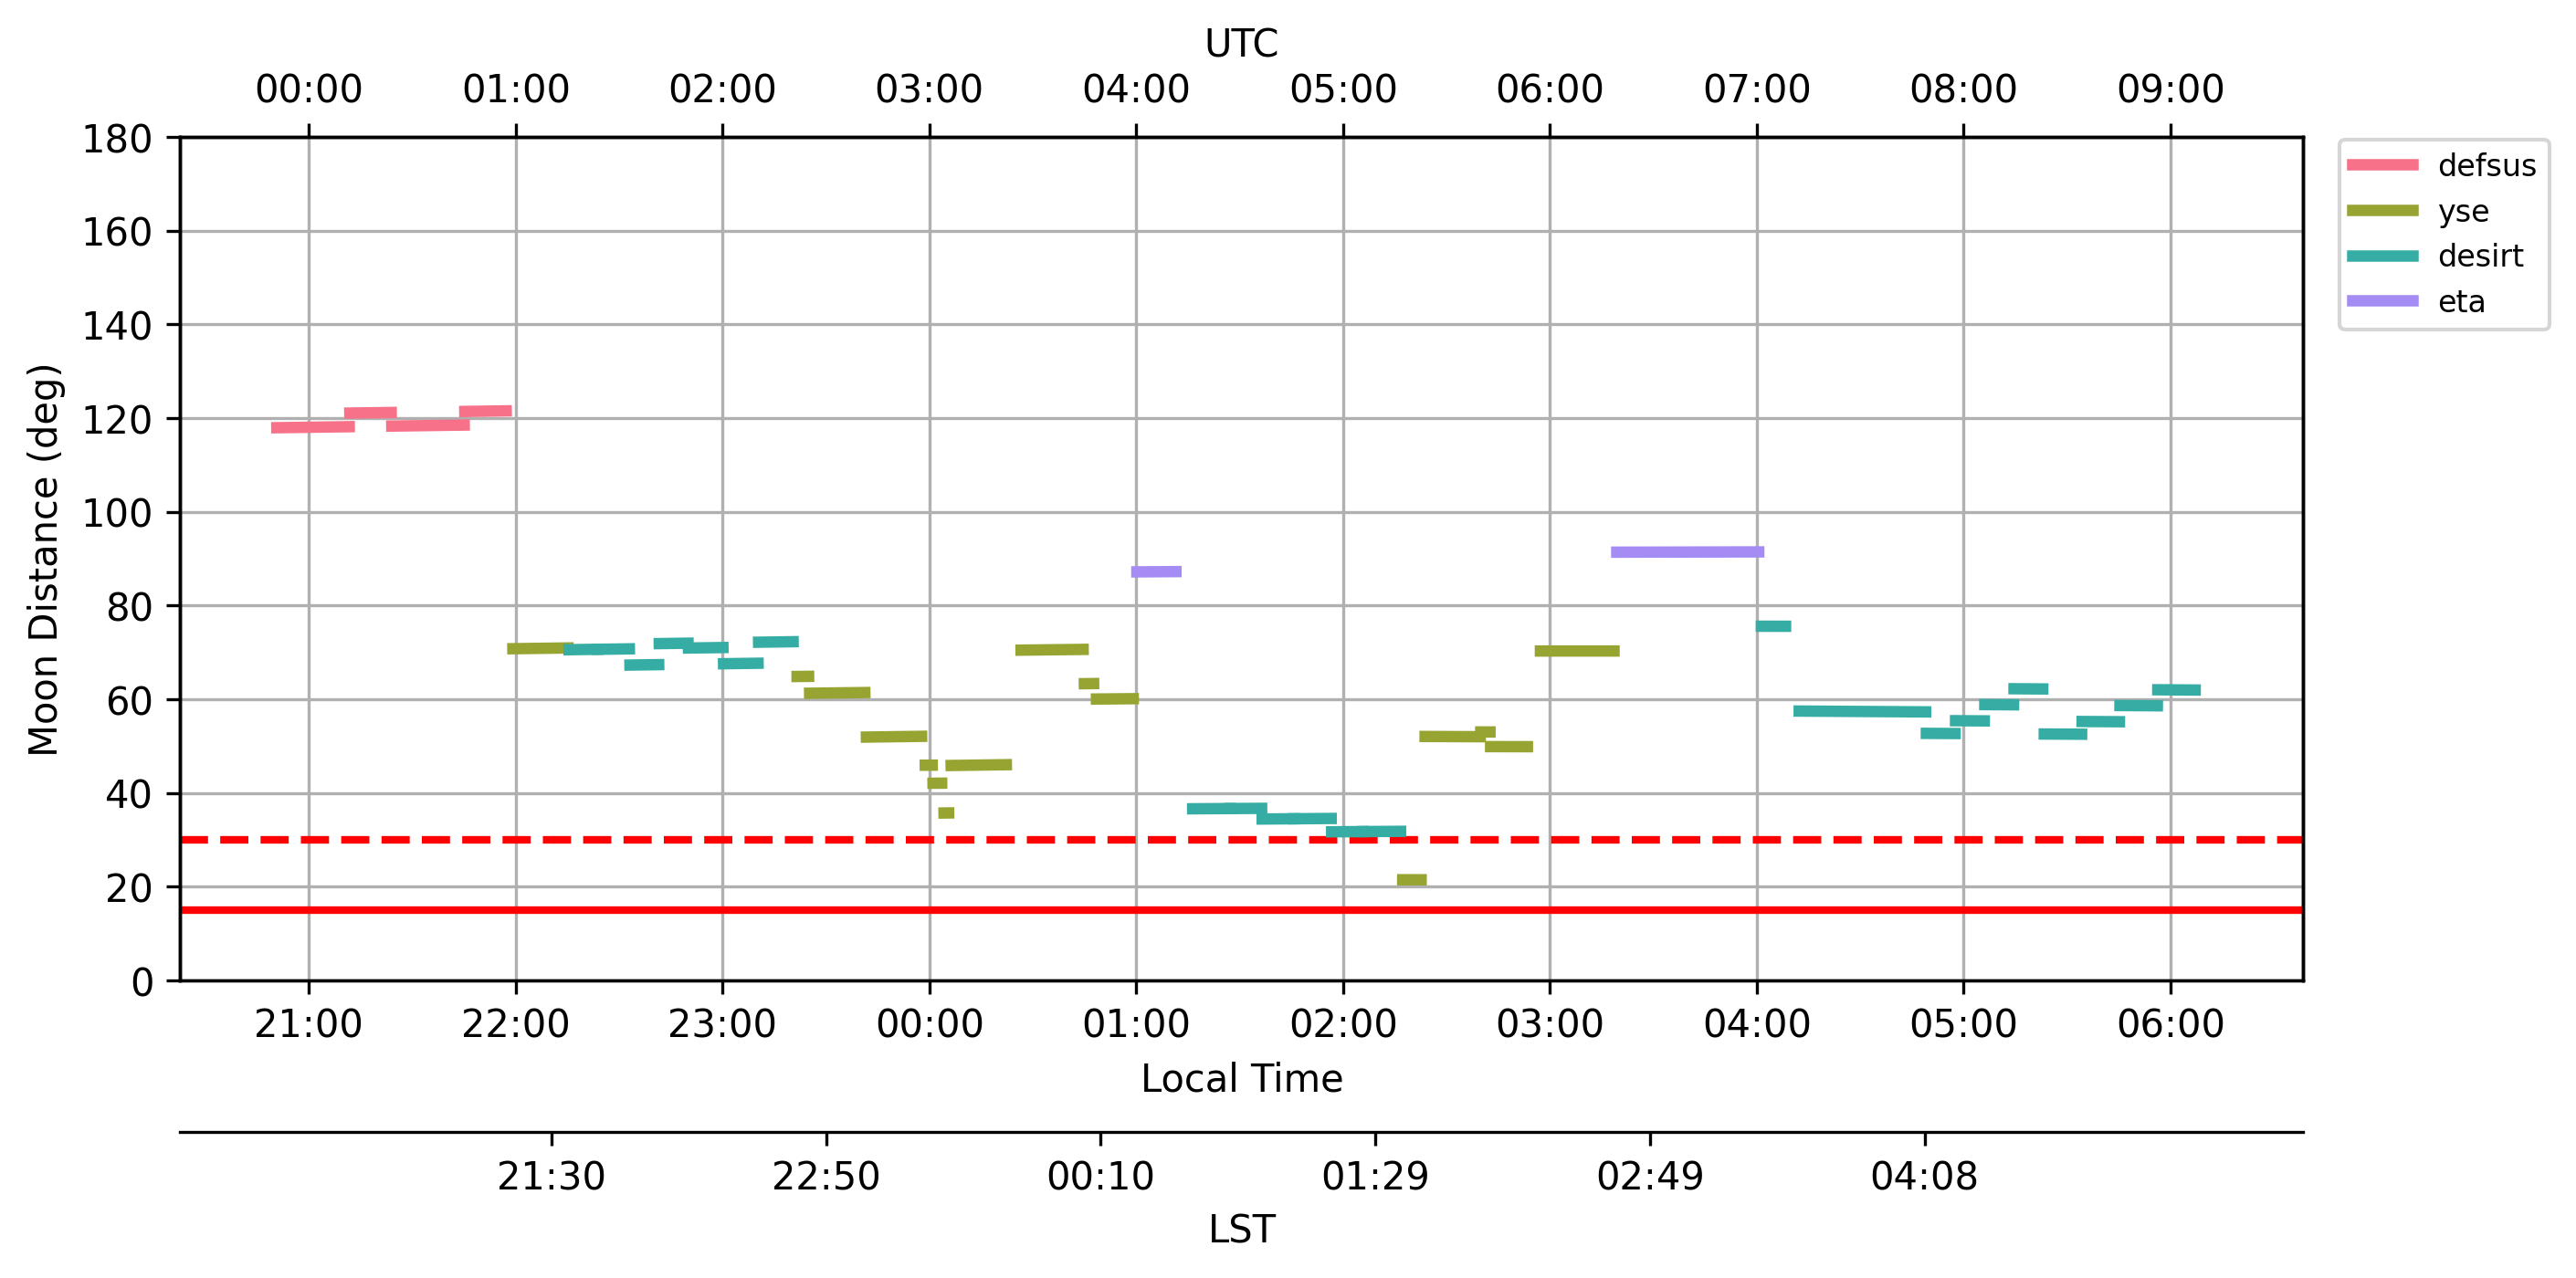 UTC
00:00 01:00 02:00 03:00 04:00 05:00 06:00 07:00 08:00 09:00
180
160
140
120
100
80
60
40
20
0
Moon Distance (deg)
defsus
yse
desirt
eta
21:00 22:00 23:00 00:00 01:00 02:00 03:00 04:00 05:00 06:00
Local Time
21:30 22:50 00:10 01:29 02:49 04:08
LST